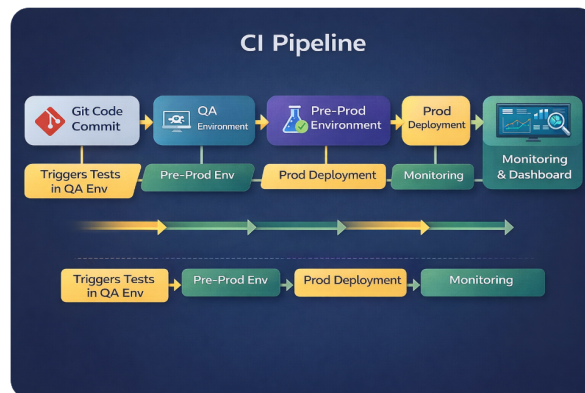 CI Pipeline
Git Code
Commit
QA
Environment
Pre-Prod
Environment
Prod
Deployment
Monitoring
& Dashboard
Triggers Tests
in QA Env
Pre-Prod Env
Prod Deployment
Monitoring
Triggers Tests
in QA Env
Pre-Prod Env
Prod Deployment
Monitoring